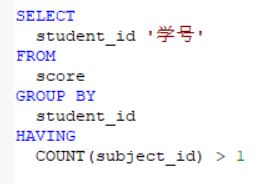 SELECT
student_id '学号'
FROM
score
GROUP BY
student_id
HAVING
COUNT(subject_id) > 1